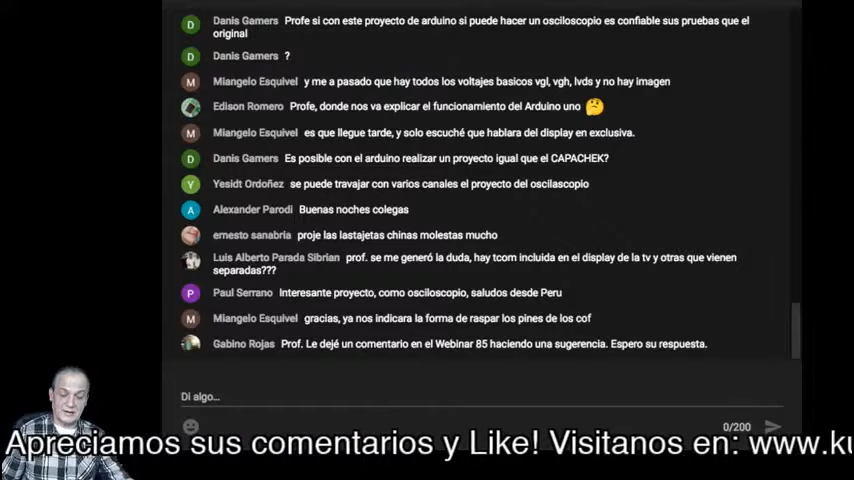 D Danis Gamers Profe si con este proyecto de arduino si puede hacer un osciloscopio es confiable sus pruebas que el
original
D Danis Gamers ?
M Miangelo Esquivel y me a pasado que hay todos los voltajes basicos vgl, vgh, lvds y no hay imagen
Edison Romero Profe, donde nos va explicar el funcionamiento del Arduino uno 🤔
M Miangelo Esquivel es que llegue tarde, y solo escuché que hablara del display en exclusiva.
D Danis Gamers Es posible con el arduino realizar un proyecto igual que el CAPACHEK?
Y Yesidt Ordoñez se puede travajar con varios canales el proyecto del oscilascopio
A Alexander Parodi Buenas noches colegas
ernesto sanabria proje las lastajetas chinas molestas mucho
Luis Alberto Parada Sibrian prof. se me generó la duda, hay tcom incluida en el display de la tv y otras que vienen
separadas???
P Paul Serrano Interesante proyecto, como osciloscopio, saludos desde Peru
M Miangelo Esquivel gracias, ya nos indicara la forma de raspar los pines de los cof
Gabino Rojas Prof. Le dejé un comentario en el Webinar 85 haciendo una sugerencia. Espero su respuesta.
Di algo...
0/200
Apreciamos sus comentarios y Like! Visitanos en: www.ku